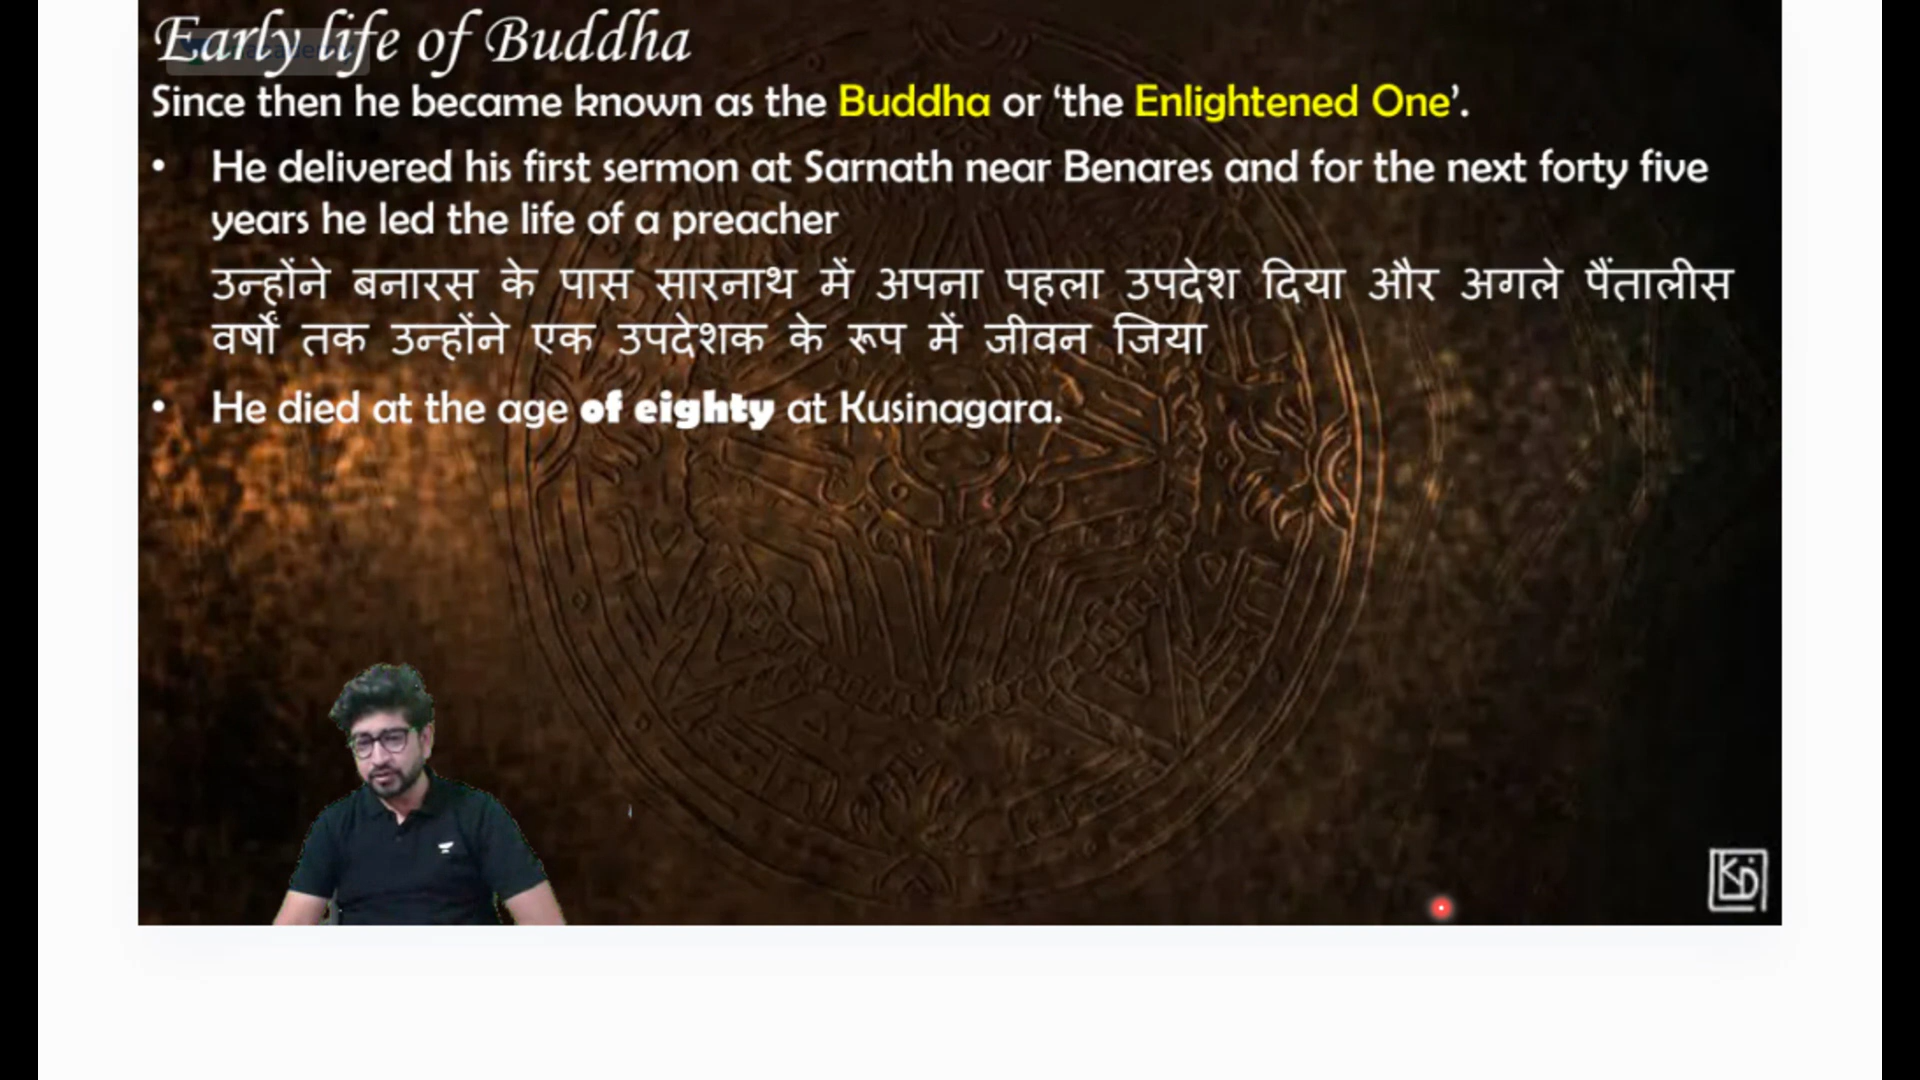 Early life of Buddha
Since then he became known as the Buddha or ‘the Enlightened One’.
• He delivered his first sermon at Sarnath near Benares and for the next forty five
years he led the life of a preacher
उन्होंने बनारस के पास सारनाथ में अपना पहला उपदेश दिया और अगले पैंतालीस
वर्षों तक उन्होंने एक उपदेशक के रूप में जीवन जिया
• He died at the age of eighty at Kusinagara.
KD